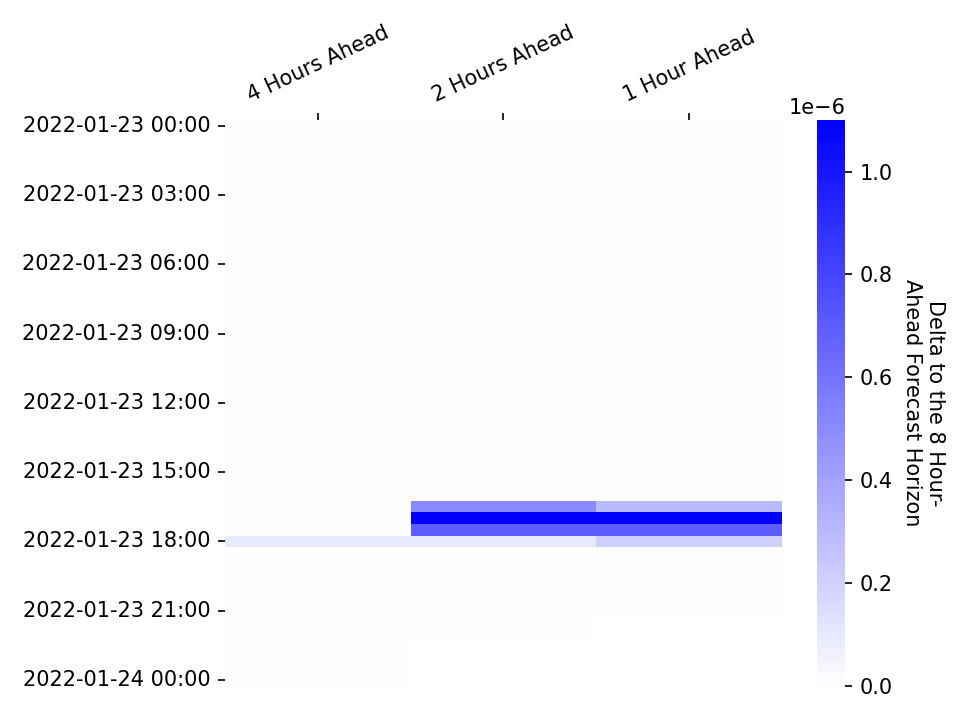 4 Hours Ahead
2 Hours Ahead
1 Hour Ahead
1e−6
2022-01-23 00:00
2022-01-23 03:00
2022-01-23 06:00
2022-01-23 09:00
2022-01-23 12:00
2022-01-23 15:00
2022-01-23 18:00
2022-01-23 21:00
2022-01-24 00:00
1.0
0.8
0.6
0.4
0.2
0.0
Delta to the 8 Hour-
Ahead Forecast Horizon